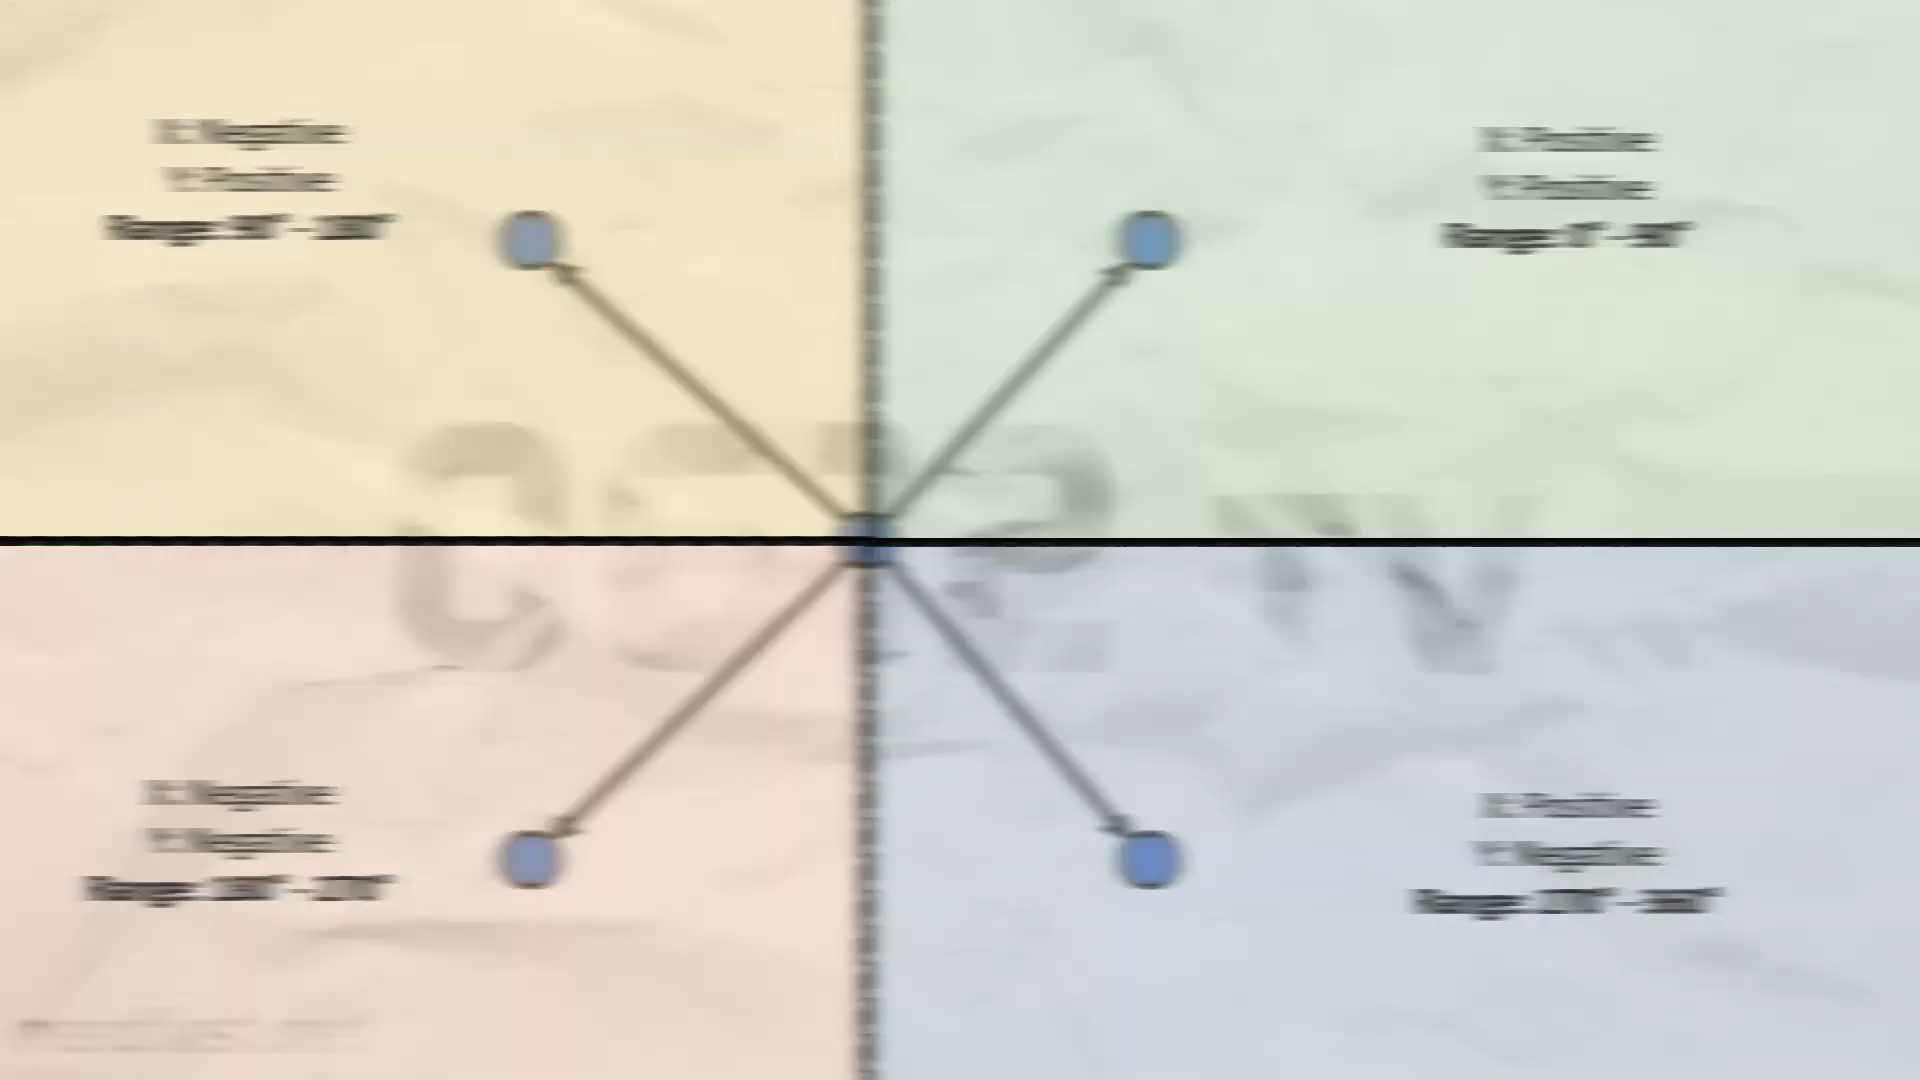 X: Negative
Y: Positive
Range: 90° - 180°
X: Positive
Y: Positive
Range: 0° - 90°
X: Negative
Y: Negative
Range: 180° - 270°
X: Positive
Y: Negative
Range: 270° - 360°